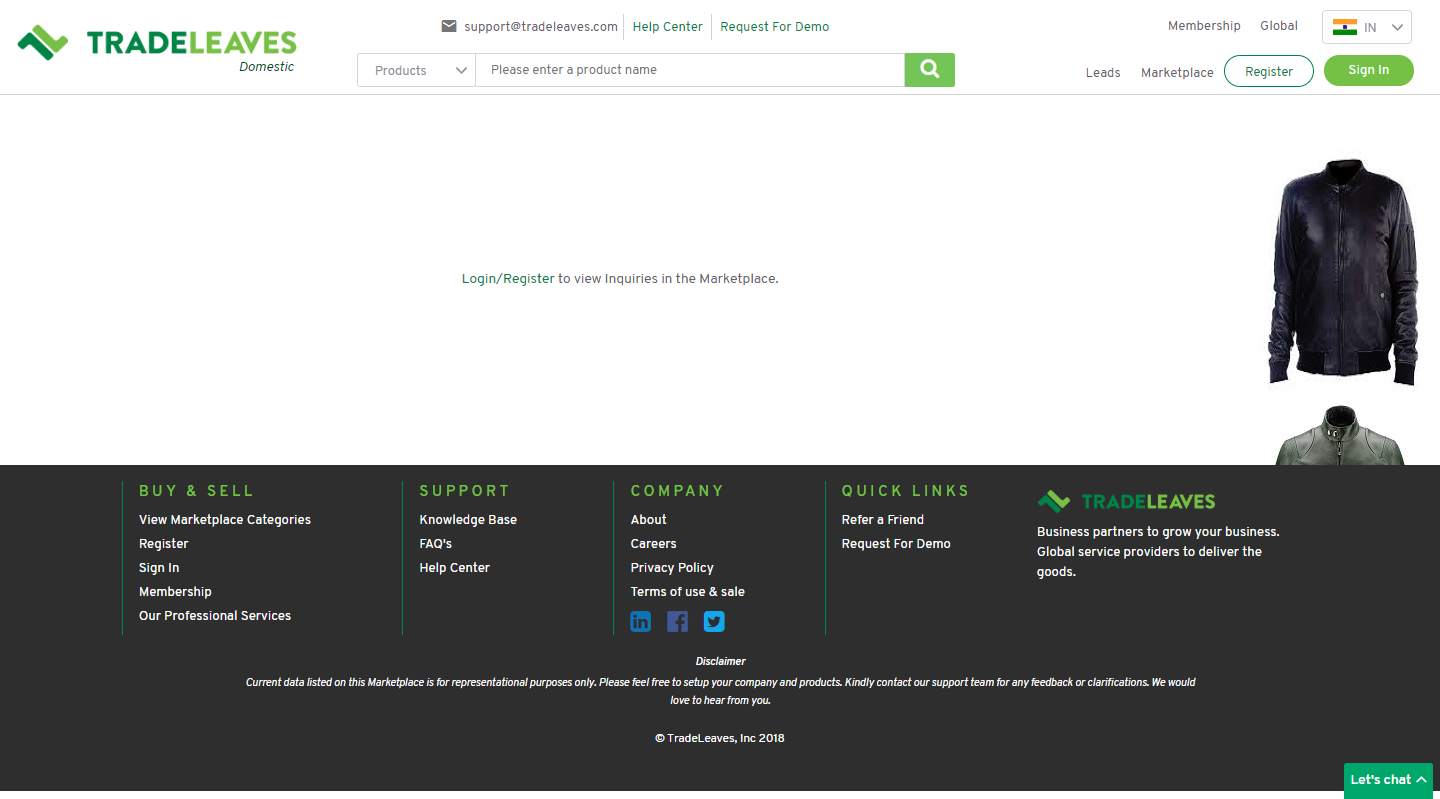 support@tradeleaves.com
Help Center
Request For Demo
Membership
Global
IN
TRADELEAVES
Domestic
Products
Please enter a product name
Leads
Marketplace
Register
Sign In
Login/Register to view Inquiries in the Marketplace.
BUY & SELL
View Marketplace Categories
Register
Sign In
Membership
Our Professional Services
SUPPORT
Knowledge Base
FAQ's
Help Center
COMPANY
About
Careers
Privacy Policy
Terms of use & sale
in
QUICK LINKS
Refer a Friend
Request For Demo
TRADELEAVES
Business partners to grow your business.
Global service providers to deliver the
goods.
Disclaimer
Current data listed on this Marketplace is for representational purposes only. Please feel free to setup your company and products. Kindly contact our support team for any feedback or clarifications. We would
love to hear from you.
© TradeLeaves, Inc 2018
Let's chat